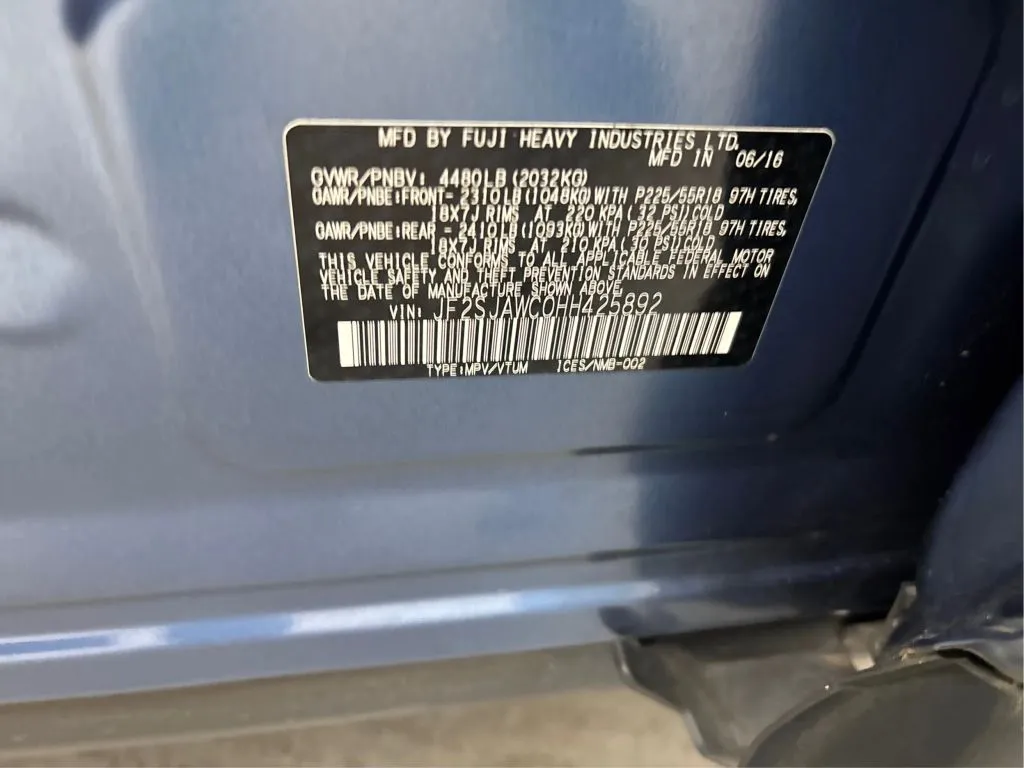 MFD BY FUJI HEAVY INDUSTRIES LTD.
MFD IN 06/16
GVWR/PNBV: 4480LB(2032KG)
GAWR/PNBE:FRONT- 2310LB(1048KG)WITH P225/55R18 97H TIRES,
18X7J RIMS AT 220 KPA( 32 PSI)COLD
GAWR/PNBE:REAR - 2410LB(1093KG)WITH P225/55R18 97H TIRES,
18X7J RIMS AT 210 KPA( 30 PSI)COLD.
THIS VEHICLE CONFORMS TO ALL APPLICABLE FEDERAL MOTOR
VEHICLE SAFETY AND THEFT PREVENTION STANDARDS IN EFFECT ON
THE DATE OF MANUFACTURE SHOWN ABOVE.
VIN: JF2SJAWC0HH425892
TYPE:MPV/VTUM ICES/NMB-002